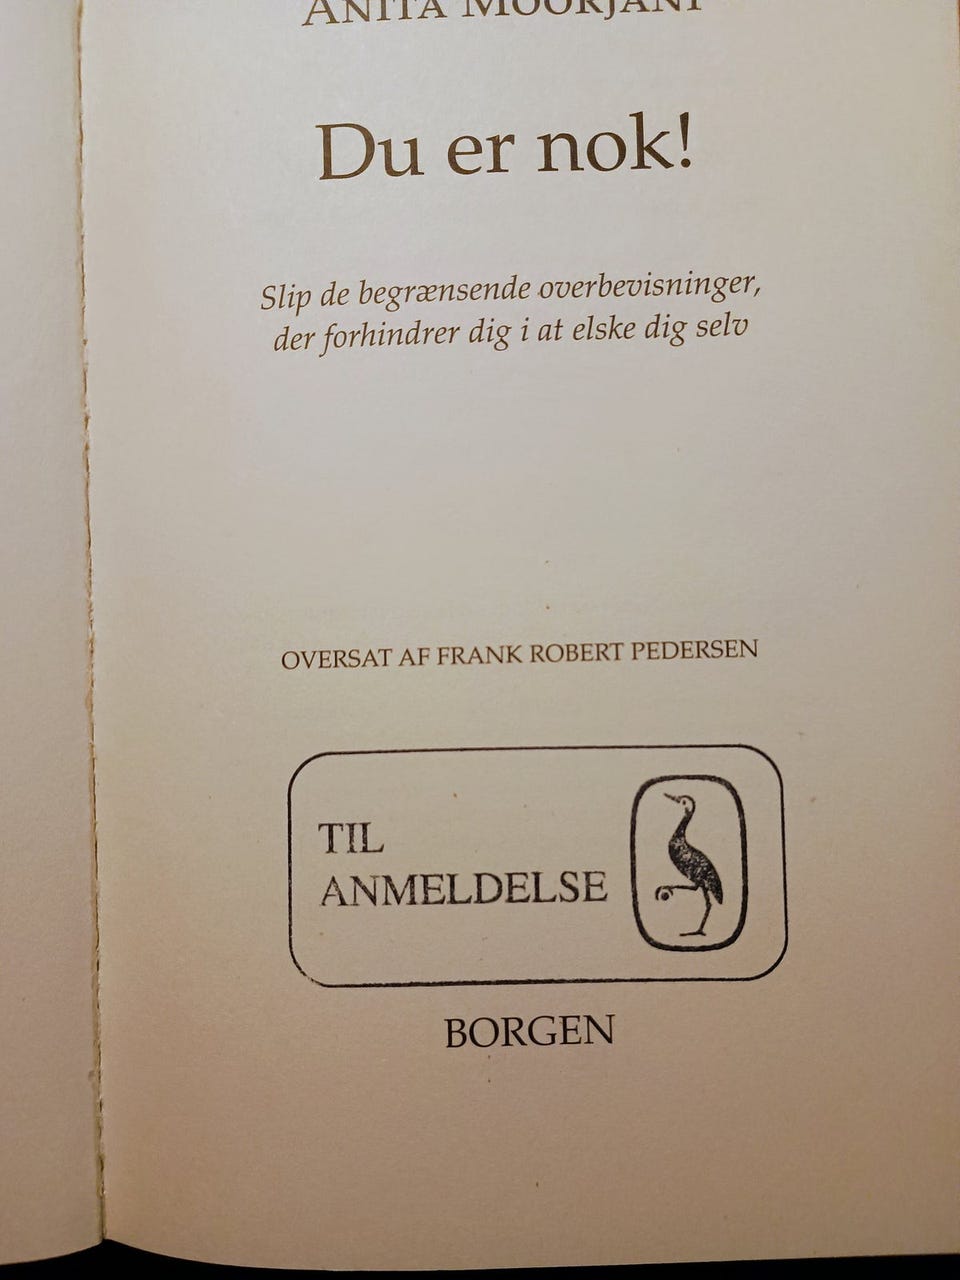 ANITA MOORJANI
Du er nok!
Slip de begrænsende overbevisninger,
der forhindrer dig i at elske dig selv
OVERSAT AF FRANK ROBERT PEDERSEN
TIL
ANMELDELSE
BORGEN